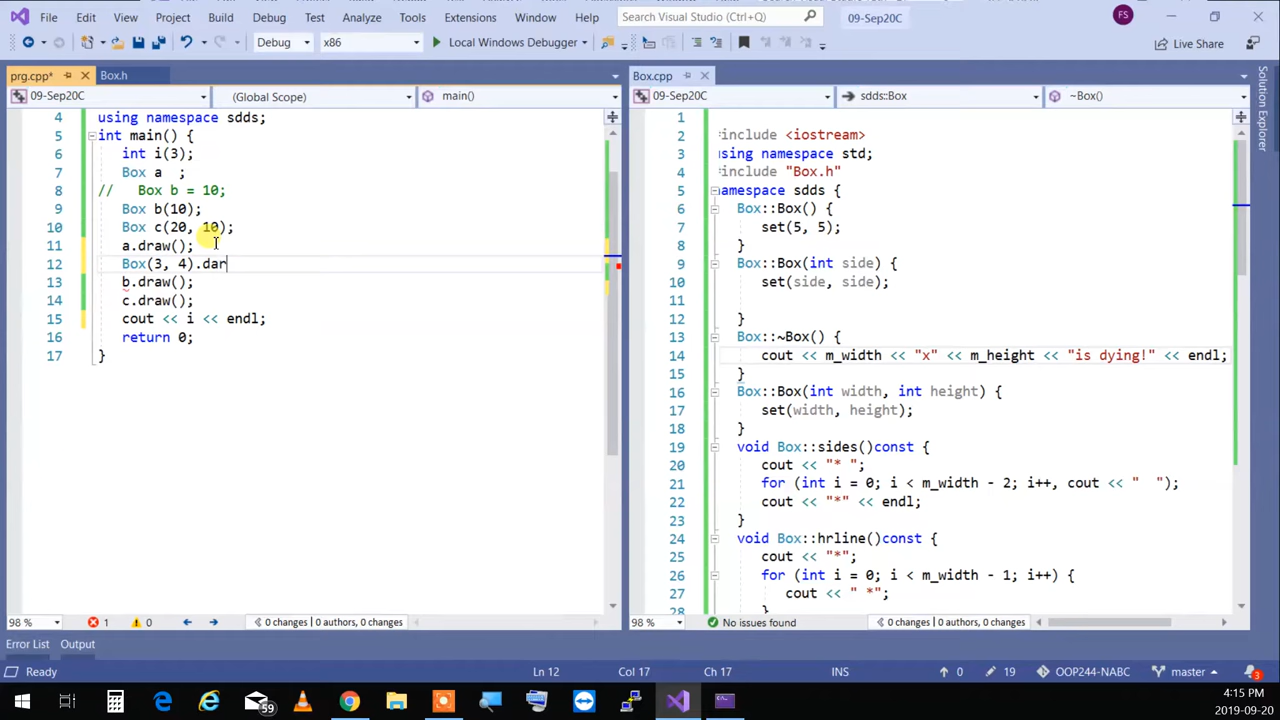 File Edit View Project Build Debug Test Analyze Tools Extensions Window Help Search Visual Studio (Ctrl+Q) 09-Sep20C FS
Debug x86 Local Windows Debugger Live Share
prg.cpp* Box.h
09-Sep20C (Global Scope) main()
4 using namespace sdds;
5 int main() {
6 int i(3);
7 Box a  ;
8 //   Box b = 10;
9 Box b(10);
10 Box c(20, 10);
11 a.draw();
12 Box(3, 4).dar
13 b.draw();
14 c.draw();
15 cout << i << endl;
16 return 0;
17 }
98 % 1 0 0 changes | 0 authors, 0 changes
Box.cpp
09-Sep20C sdds::Box ~Box()
1
2 #include <iostream>
3 using namespace std;
4 #include "Box.h"
5 namespace sdds {
6 Box::Box() {
7 set(5, 5);
8 }
9 Box::Box(int side) {
10 set(side, side);
11
12 }
13 Box::~Box() {
14 cout << m_width << "x" << m_height << "is dying!" << endl;
15 }
16 Box::Box(int width, int height) {
17 set(width, height);
18 }
19 void Box::sides()const {
20 cout << "* ";
21 for (int i = 0; i < m_width - 2; i++, cout << "  ");
22 cout << "*" << endl;
23 }
24 void Box::hrline()const {
25 cout << "*";
26 for (int i = 0; i < m_width - 1; i++) {
27 cout << " *";
28 }
98 % No issues found 0 changes | 0 authors, 0 changes
Solution Explorer
Error List Output
Ready Ln 12 Col 17 Ch 17 INS 0 19 OOP244-NABC master 3
59
4:15 PM
2019-09-20